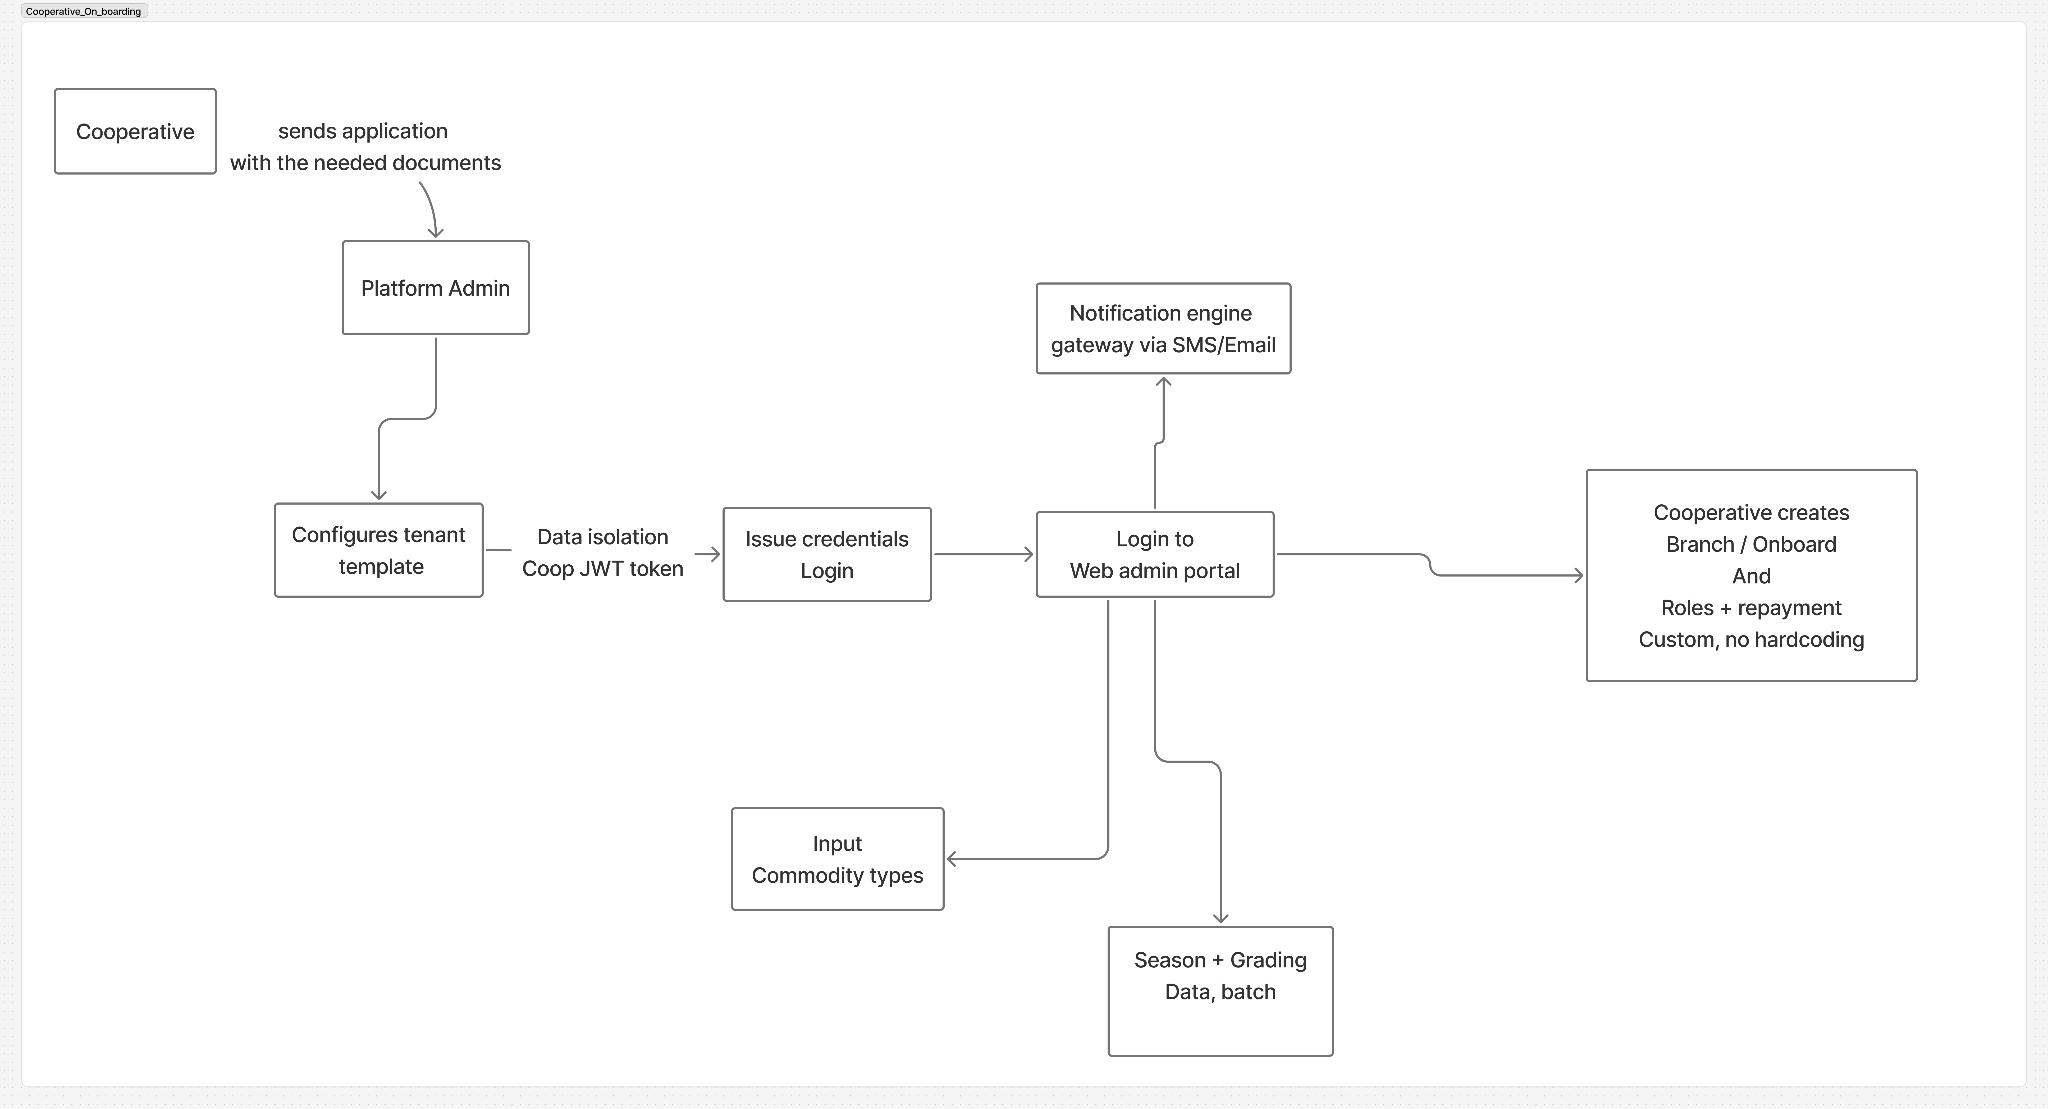 Cooperative_On_boarding
Cooperative
sends application
with the needed documents
Platform Admin
Notification engine
gateway via SMS/Email
Configures tenant
template
Data isolation
Coop JWT token
Issue credentials
Login
Login to
Web admin portal
Cooperative creates
Branch / Onboard
And
Roles + repayment
Custom, no hardcoding
Input
Commodity types
Season + Grading
Data, batch